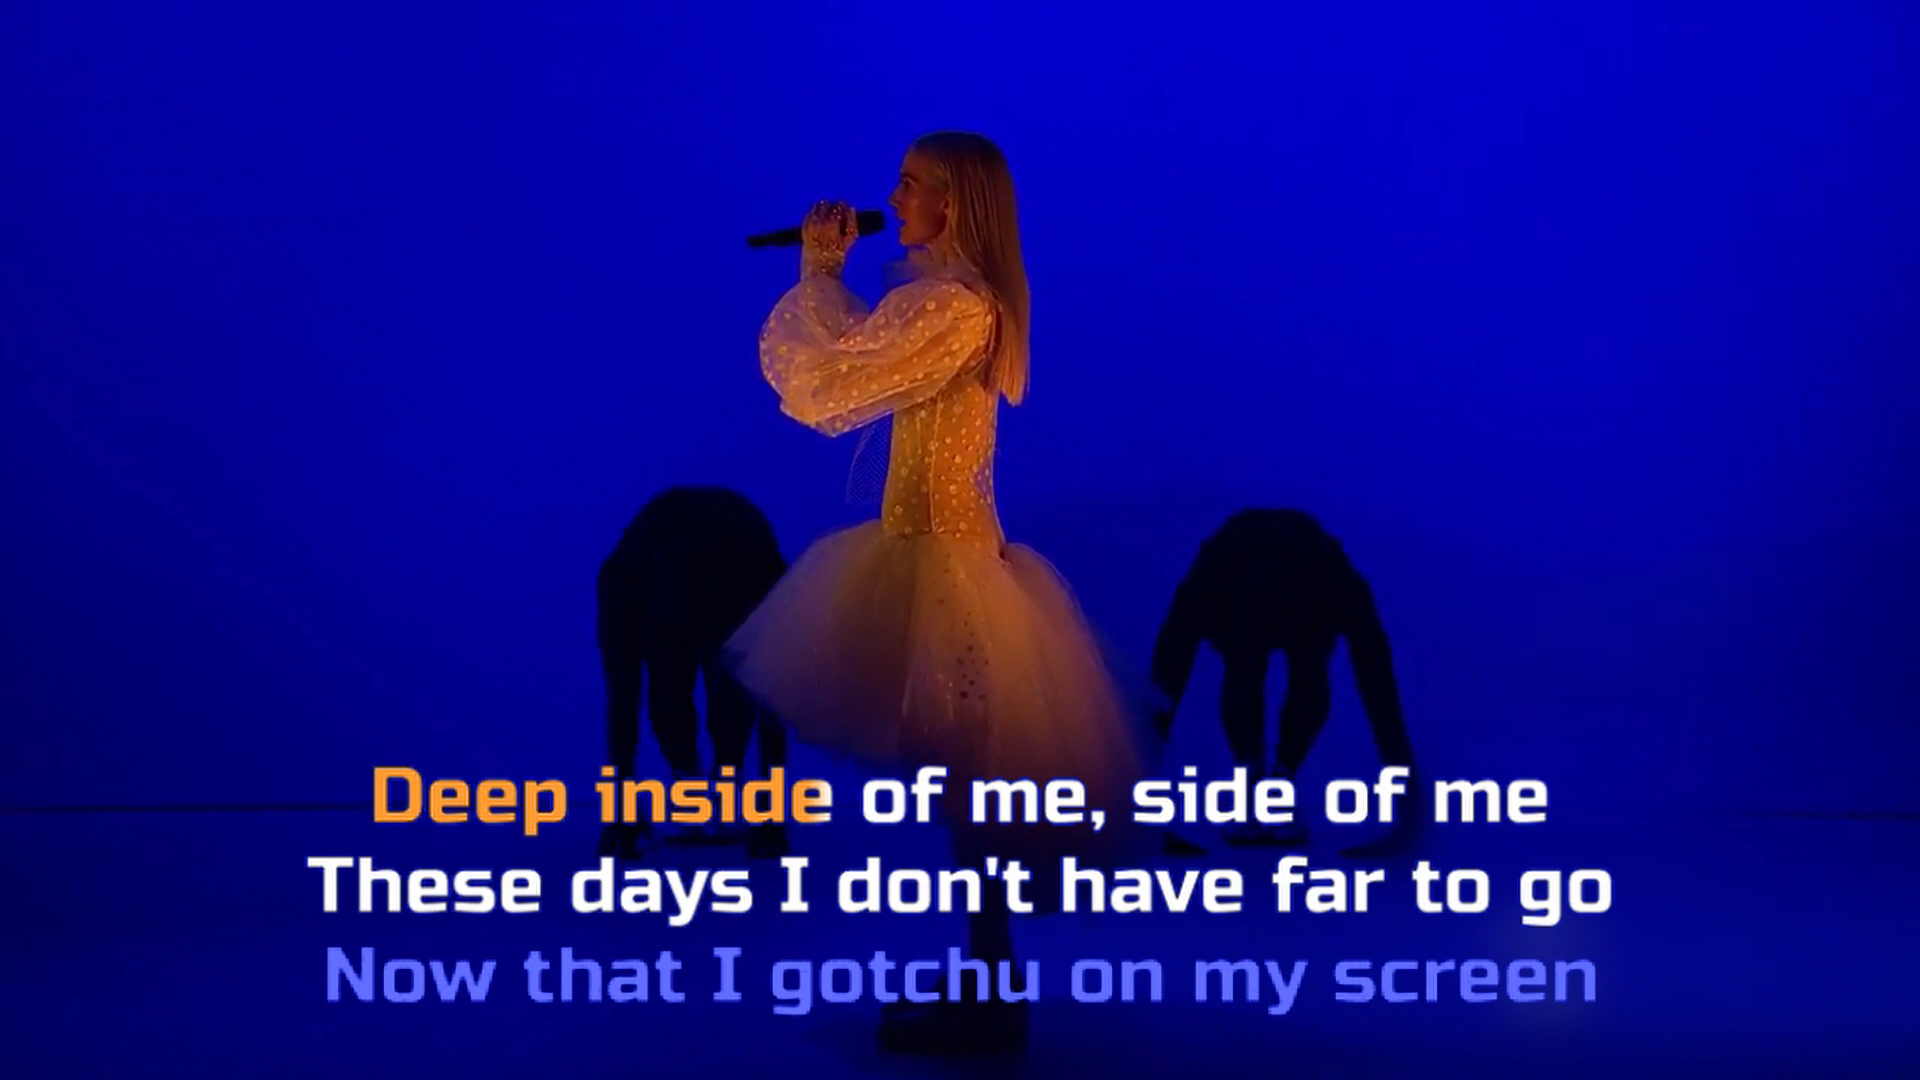 Deep inside of me, side of me
These days I don't have far to go
Now that I gotchu on my screen